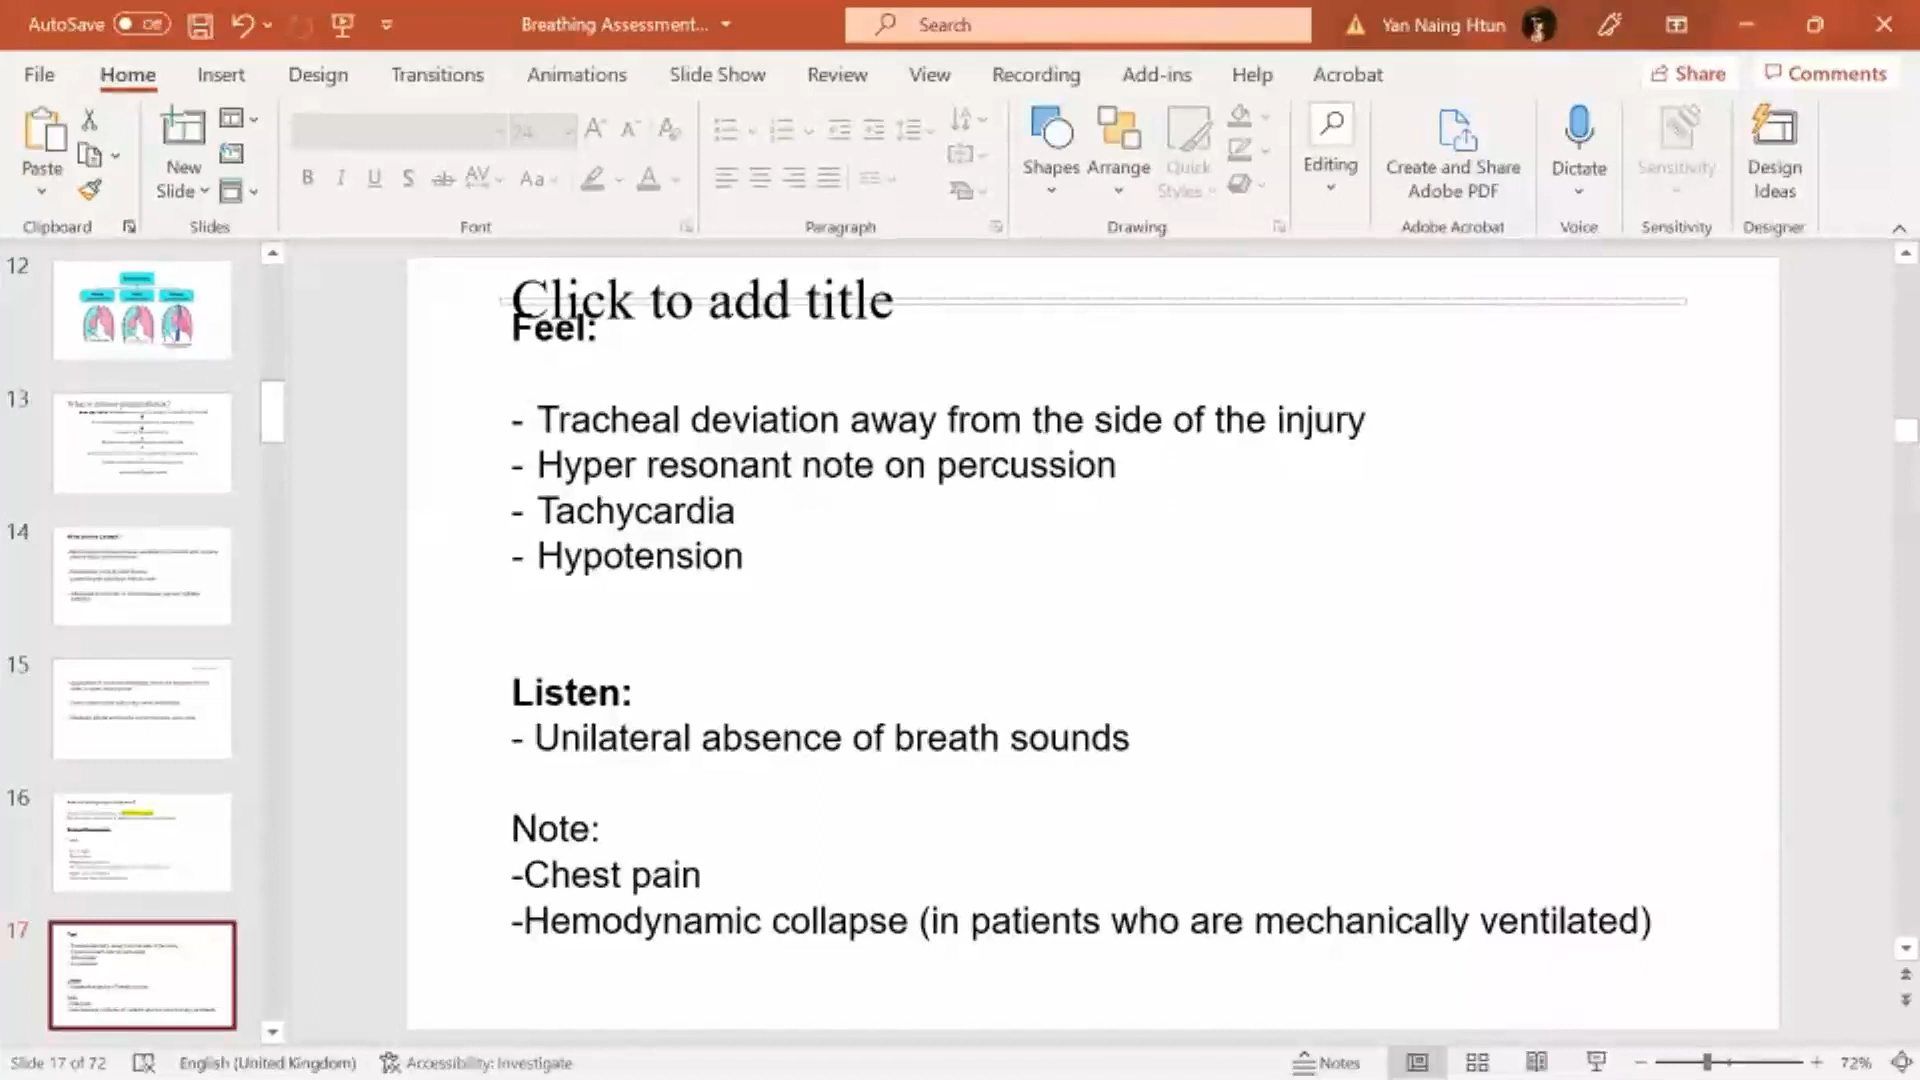 AutoSave Off
Breathing Assessment...
Search
Yan Naing Htun
File Home Insert Design Transitions Animations Slide Show Review View Recording Add-ins Help Acrobat Share Comments
Paste
New Slide
24
B I U S ab AV Aa A
Shapes Arrange Quick Styles
Editing
Create and Share Adobe PDF
Dictate
Sensitivity
Design Ideas
Clipboard Slides Font Paragraph Drawing Adobe Acrobat Voice Sensitivity Designer
12
13
14
15
16
17
Click to add title
Feel:
- Tracheal deviation away from the side of the injury
- Hyper resonant note on percussion
- Tachycardia
- Hypotension
Listen:
- Unilateral absence of breath sounds
Note:
-Chest pain
-Hemodynamic collapse (in patients who are mechanically ventilated)
Slide 17 of 72 English (United Kingdom) Accessibility: Investigate Notes 72%